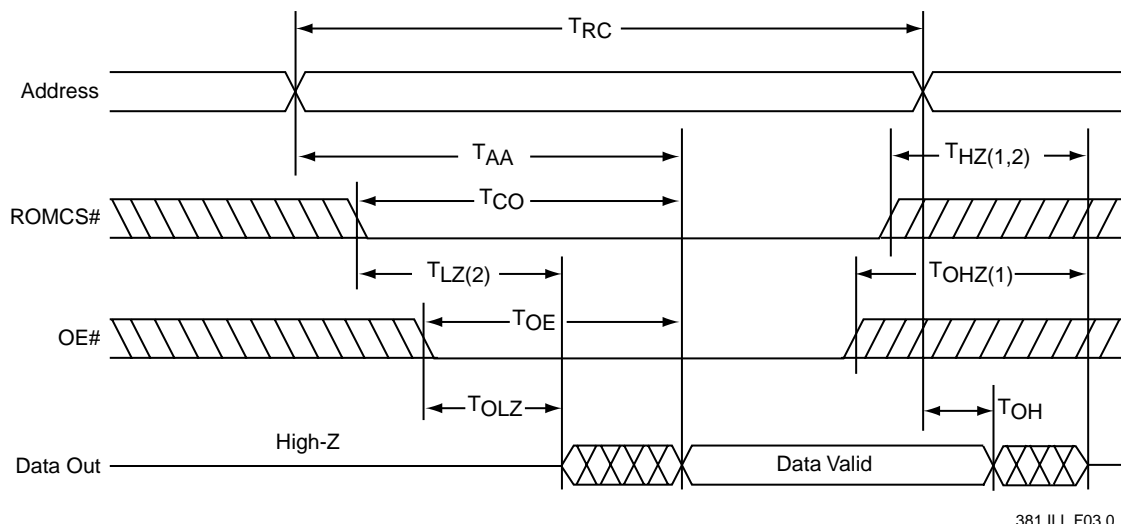 TRC
Address
TAA
THZ(1,2)
TCO
ROMCS#
TLZ(2)
TOHZ(1)
TOE
OE#
TOLZ
TOH
High-Z
Data Out
Data Valid
381 ILL F03.0